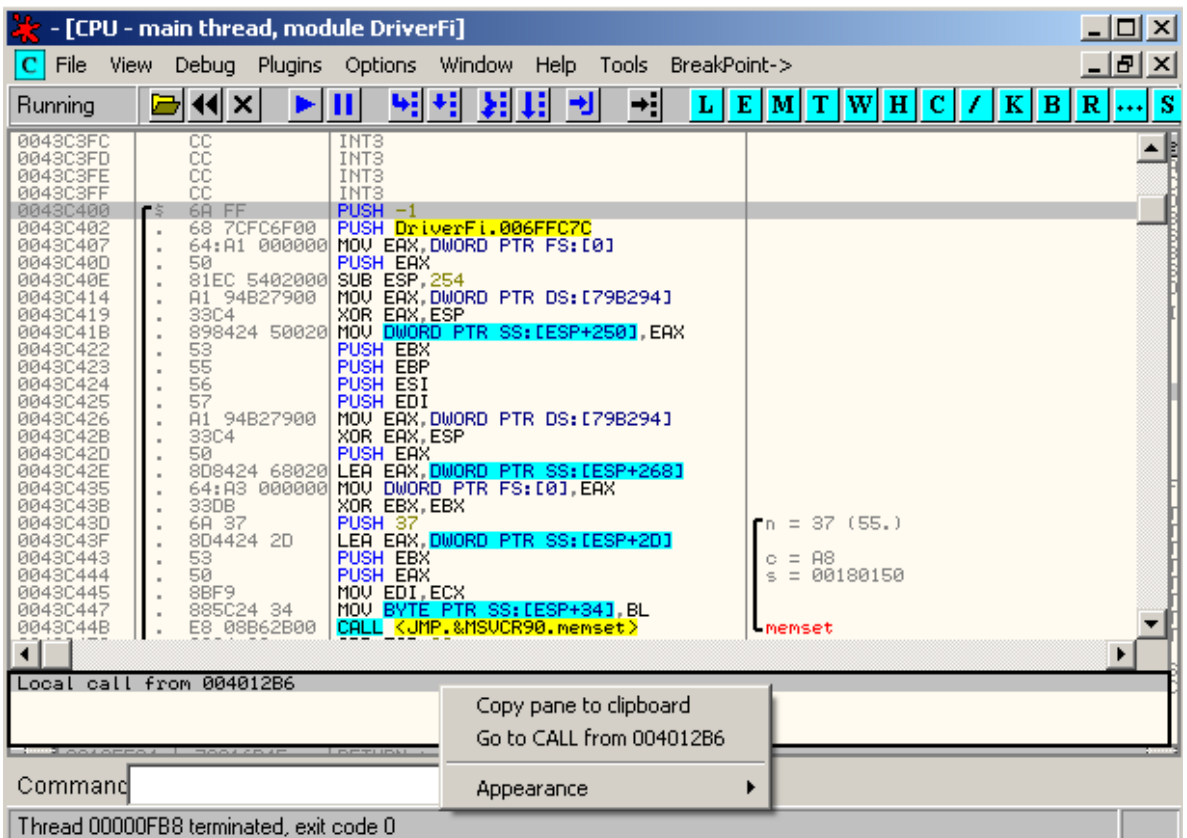 - [CPU - main thread, module DriverFi]
C File View Debug Plugins Options Window Help Tools BreakPoint->
Running L E M T W H C / K B R ... S
0043C3FC CC INT3
0043C3FD CC INT3
0043C3FE CC INT3
0043C3FF CC INT3
0043C400 $ 6A FF PUSH -1
0043C402 . 68 7CFC6F00 PUSH DriverFi.006FFC7C
0043C407 . 64:A1 000000 MOV EAX,DWORD PTR FS:[0]
0043C40D . 50 PUSH EAX
0043C40E . 81EC 5402000 SUB ESP,254
0043C414 . A1 94B27900 MOV EAX,DWORD PTR DS:[79B294]
0043C419 . 33C4 XOR EAX,ESP
0043C41B . 898424 50020 MOV DWORD PTR SS:[ESP+250],EAX
0043C422 . 53 PUSH EBX
0043C423 . 55 PUSH EBP
0043C424 . 56 PUSH ESI
0043C425 . 57 PUSH EDI
0043C426 . A1 94B27900 MOV EAX,DWORD PTR DS:[79B294]
0043C42B . 33C4 XOR EAX,ESP
0043C42D . 50 PUSH EAX
0043C42E . 8D8424 68020 LEA EAX,DWORD PTR SS:[ESP+268]
0043C435 . 64:A3 000000 MOV DWORD PTR FS:[0],EAX
0043C43B . 33DB XOR EBX,EBX
0043C43D . 6A 37 PUSH 37 n = 37 (55.)
0043C43F . 8D4424 2D LEA EAX,DWORD PTR SS:[ESP+2D]
0043C443 . 53 PUSH EBX c = A8
0043C444 . 50 PUSH EAX s = 00180150
0043C445 . 8BF9 MOV EDI,ECX
0043C447 . 885C24 34 MOV BYTE PTR SS:[ESP+34],BL
0043C44B . E8 08B62B00 CALL <JMP.&MSVCR90.memset> memset
Local call from 004012B6
Copy pane to clipboard
Go to CALL from 004012B6
Appearance
Command
Thread 00000FB8 terminated, exit code 0